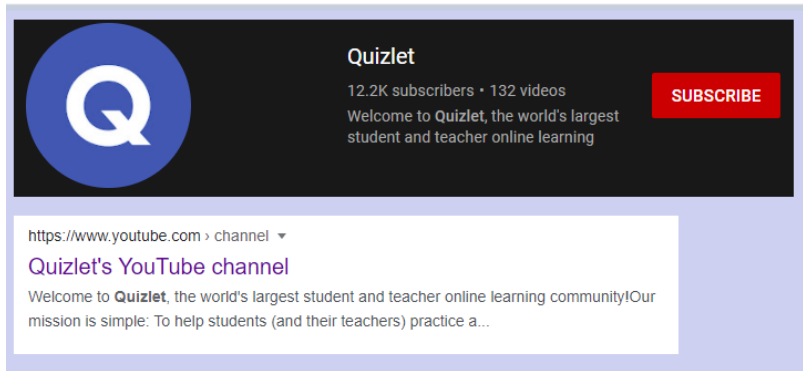 Q
Quizlet
12.2K subscribers • 132 videos
Welcome to Quizlet, the world's largest
student and teacher online learning
SUBSCRIBE
https://www.youtube.com › channel
Quizlet's YouTube channel
Welcome to Quizlet, the world's largest student and teacher online learning community!Our
mission is simple: To help students (and their teachers) practice a...